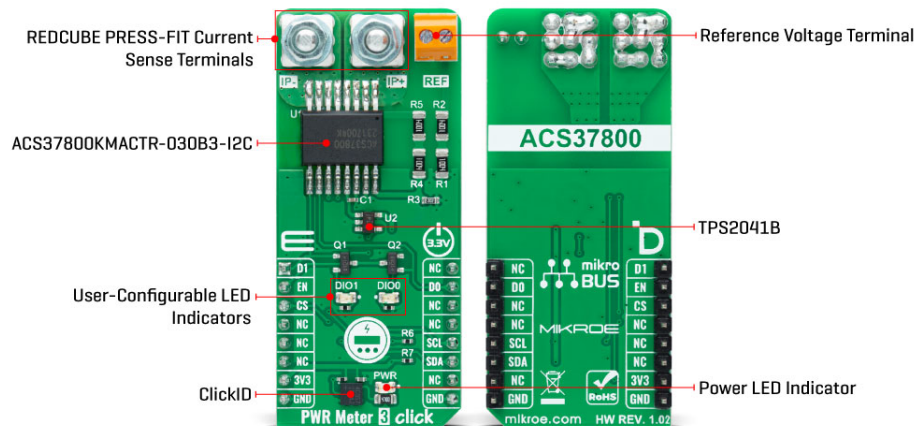 REDCUBE PRESS-FIT Current
Sense Terminals
Reference Voltage Terminal
IP-
IP+
REF
U1
R5
R2
ACS37800
ACS37800KMACTR-030B3-I2C
ACS37800
R4
R1
C1
R3
U2
TPS2041B
3.3V
Q1
Q2
D1
EN
CS
NC
NC
NC
3V3
GND
DIO1
DIO0
NC
D0
NC
NC
SCL
SDA
NC
GND
User-Configurable LED
Indicators
R6
R7
ClickID
PWR
Power LED Indicator
PWR Meter 3 click
NC
D0
NC
NC
SCL
SDA
NC
GND
mikro
BUS
MIKROE
RoHS
D1
EN
CS
NC
NC
NC
3V3
GND
mikroe.com
HW REV. 1.02